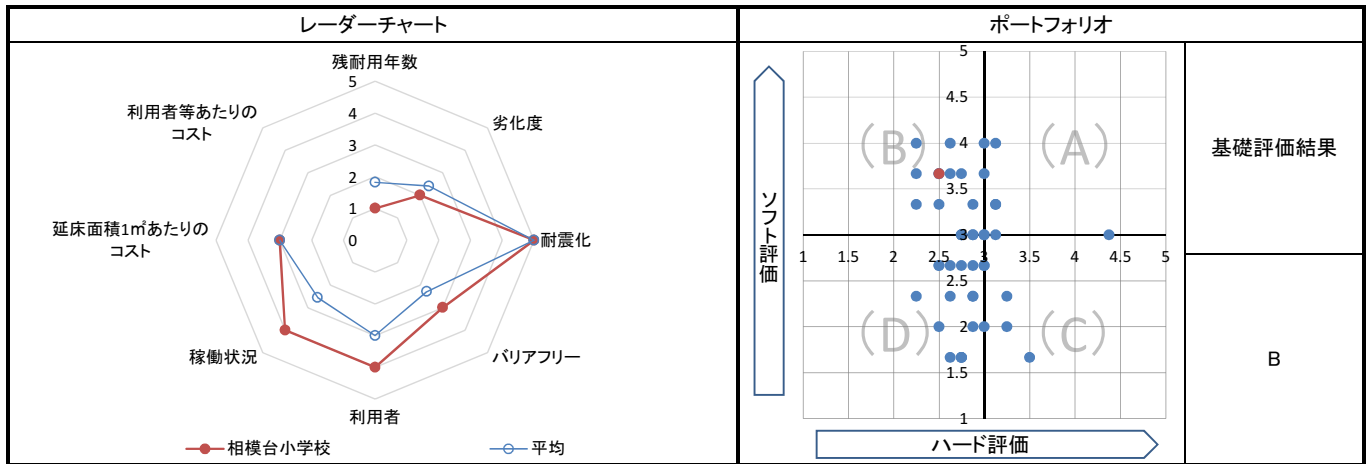 レーダーチャート
残耐用年数
劣化度
耐震化
バリアフリー
利用者
稼働状況
延床面積1㎡あたりの
コスト
利用者等あたりの
コスト
5
4
3
2
1
0
相模台小学校
平均
ポートフォリオ
ソフト評価
5
4.5
4
3.5
3
2.5
2
1.5
1
1 1.5 2 2.5 3 3.5 4 4.5 5
(B)
(A)
(D)
(C)
ハード評価
基礎評価結果
B